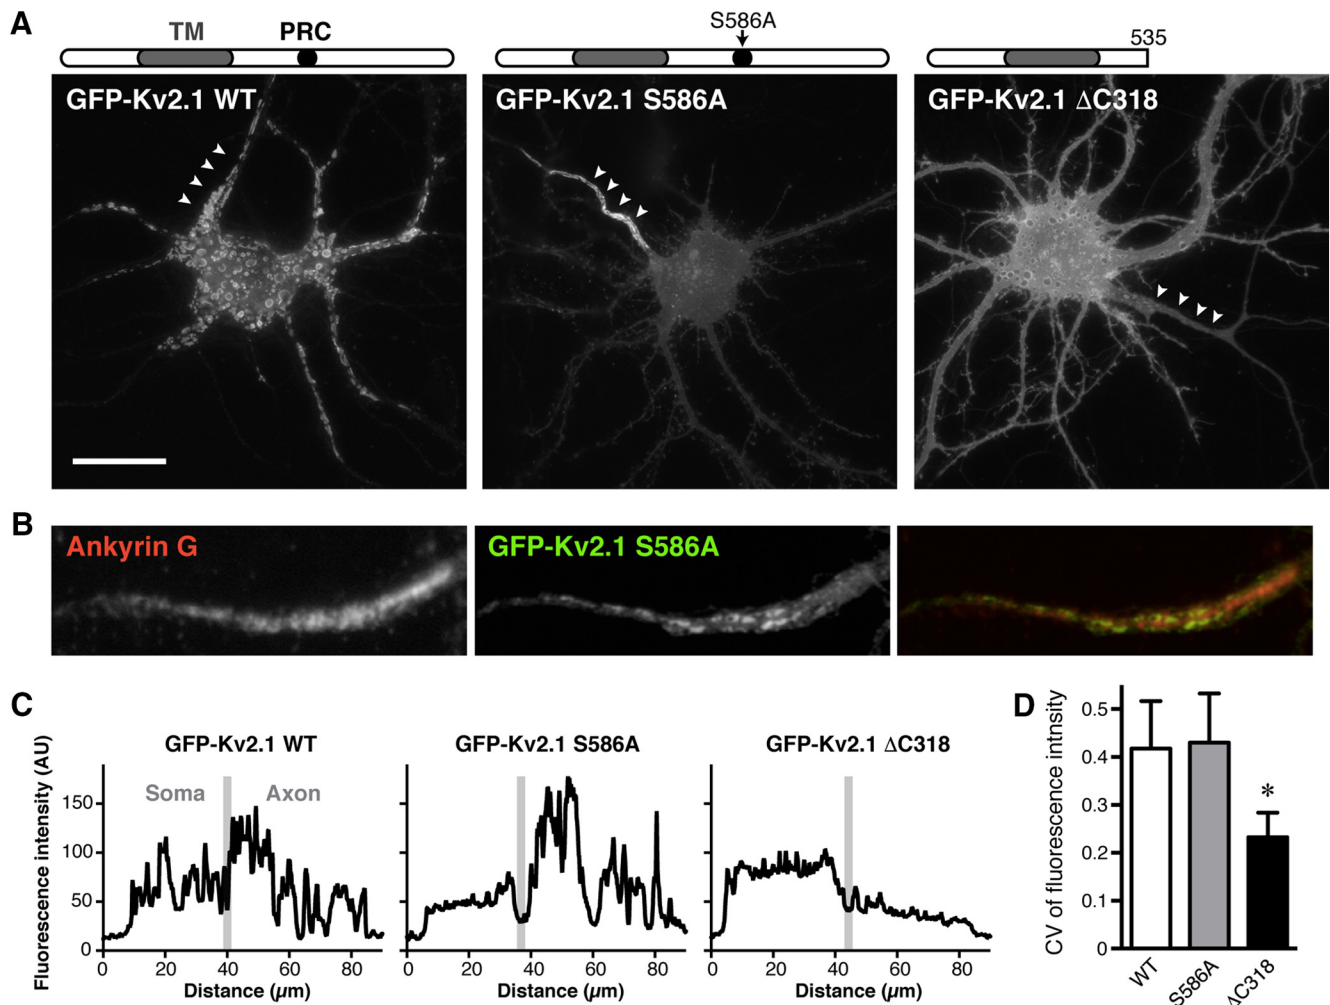 A
TM
PRC
S586A
535
GFP-Kv2.1 WT
GFP-Kv2.1 S586A
GFP-Kv2.1 ΔC318
B
Ankyrin G
GFP-Kv2.1 S586A
C
GFP-Kv2.1 WT
GFP-Kv2.1 S586A
GFP-Kv2.1 ΔC318
Fluorescence intensity (AU)
Soma
Axon
150
100
50
0
0 20 40 60 80
0 20 40 60 80
0 20 40 60 80
Distance (µm)
Distance (µm)
Distance (µm)
D
CV of fluorescence intnsity
0.5
0.4
0.3
0.2
0.1
0
*
WT
S586A
ΔC318